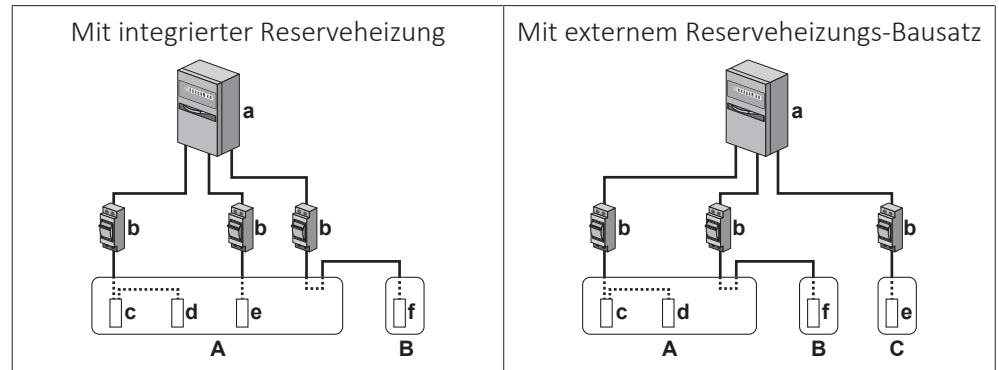 Mit integrierter Reserveheizung
a
b b b
c d e f
A B
Mit externem Reserveheizungs-Bausatz
a
b b b
c d f e
A B C